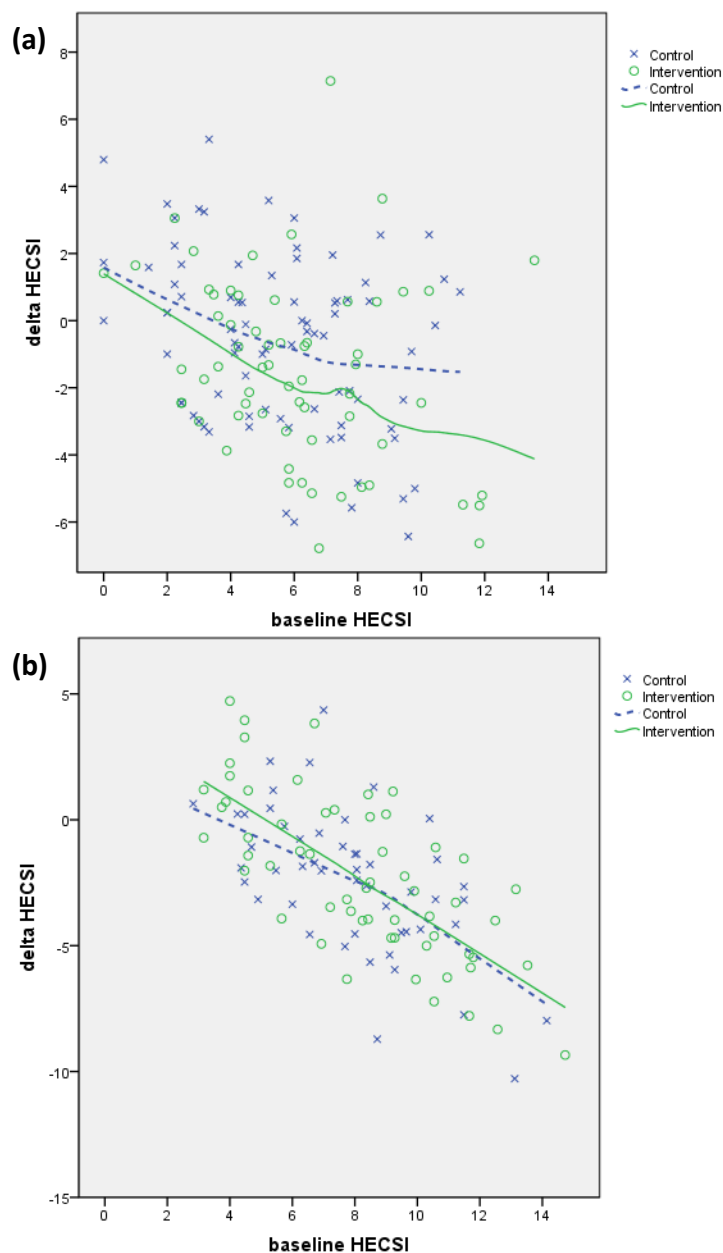 (a)
8
6
4
2
0
-2
-4
-6
delta HECSI
0 2 4 6 8 10 12 14
baseline HECSI
Control
Intervention
Control
Intervention
(b)
5
0
-5
-10
-15
delta HECSI
0 2 4 6 8 10 12 14
baseline HECSI
Control
Intervention
Control
Intervention